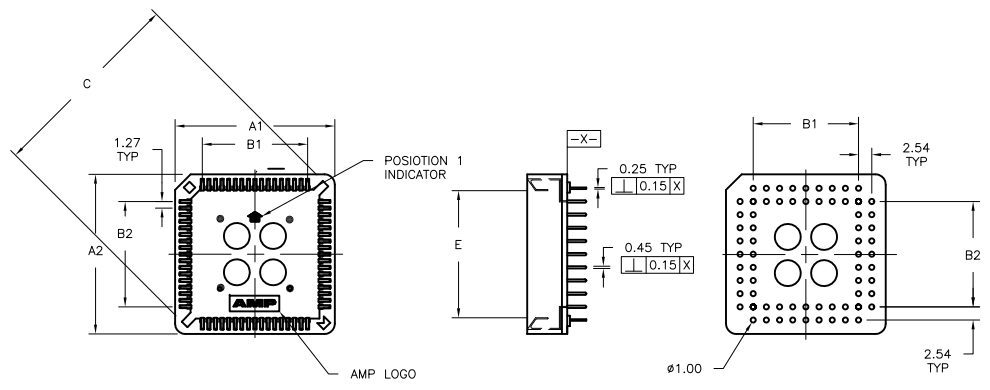 C
A1
B1
1.27
TYP
POSIOTION 1
INDICATOR
B2
A2
AMP
AMP LOGO
-X-
0.25 TYP
⊥ 0.15 X
E
0.45 TYP
⊥ 0.15 X
B1
2.54
TYP
B2
2.54
TYP
ø1.00